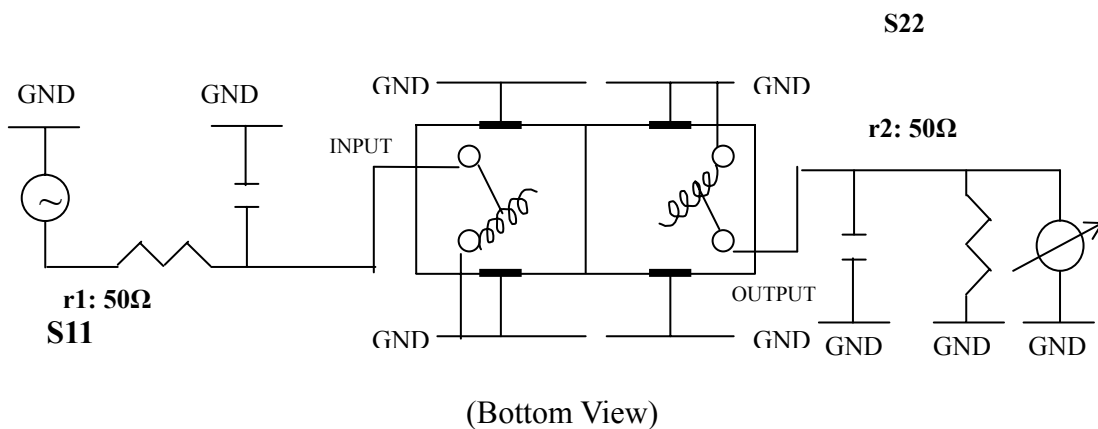 S22
GND
GND
GND
GND
INPUT
r2: 50Ω
~
r1: 50Ω
S11
OUTPUT
GND
GND
GND
GND
GND
(Bottom View)